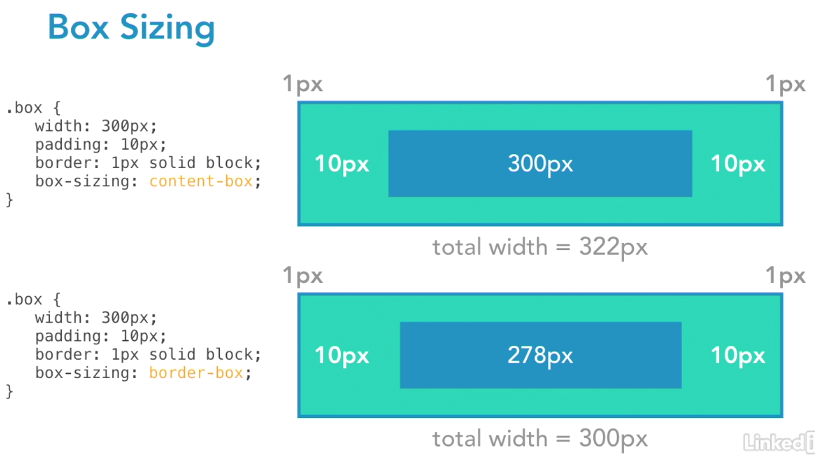 Box Sizing
.box {
width: 300px;
padding: 10px;
border: 1px solid block;
box-sizing: content-box;
}
1px 1px
10px 300px 10px
total width = 322px
.box {
width: 300px;
padding: 10px;
border: 1px solid block;
box-sizing: border-box;
}
1px 1px
10px 278px 10px
total width = 300px
Linked